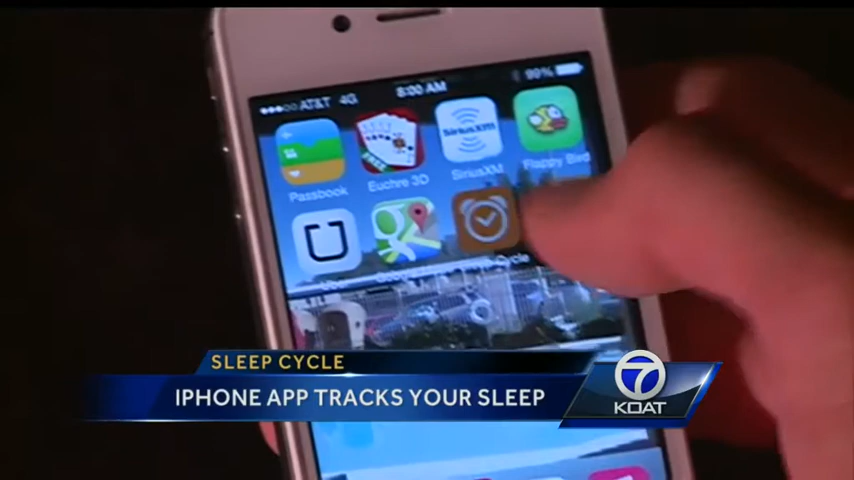 AT&T 4G 8:00 AM 99%
SiriusXM
Passbook Euchre 3D SiriusXM Flappy Bird
Cycle
SLEEP CYCLE
IPHONE APP TRACKS YOUR SLEEP
7
KOAT